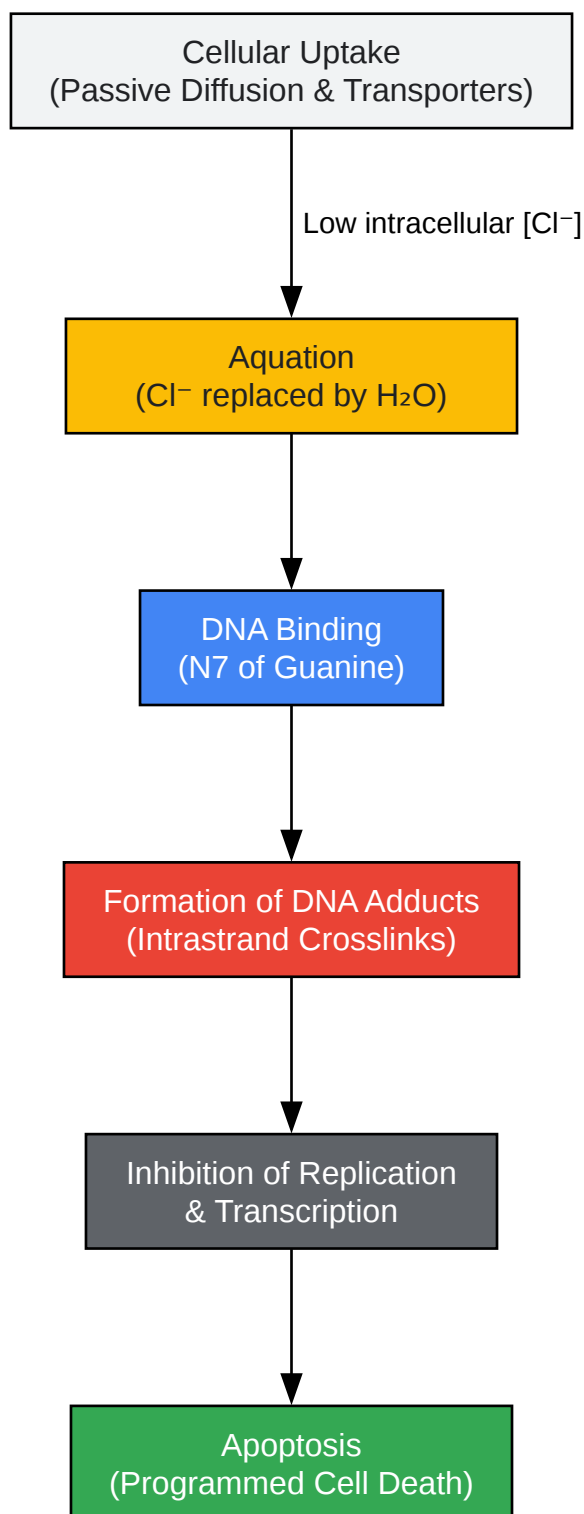 Cellular Uptake
(Passive Diffusion & Transporters)
Low intracellular [Cl⁻]
Aquation
(Cl⁻ replaced by H₂O)
DNA Binding
(N7 of Guanine)
Formation of DNA Adducts
(Intrastrand Crosslinks)
Inhibition of Replication
& Transcription
Apoptosis
(Programmed Cell Death)